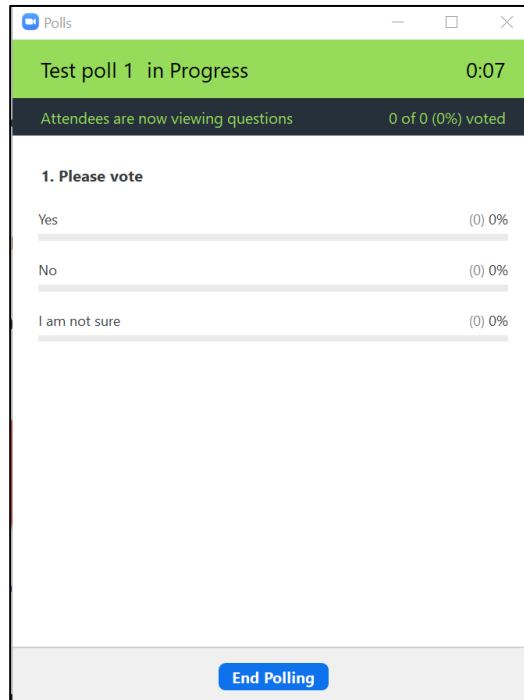 Polls
Test poll 1 in Progress 0:07
Attendees are now viewing questions 0 of 0 (0%) voted
1. Please vote
Yes (0) 0%
No (0) 0%
I am not sure (0) 0%
End Polling